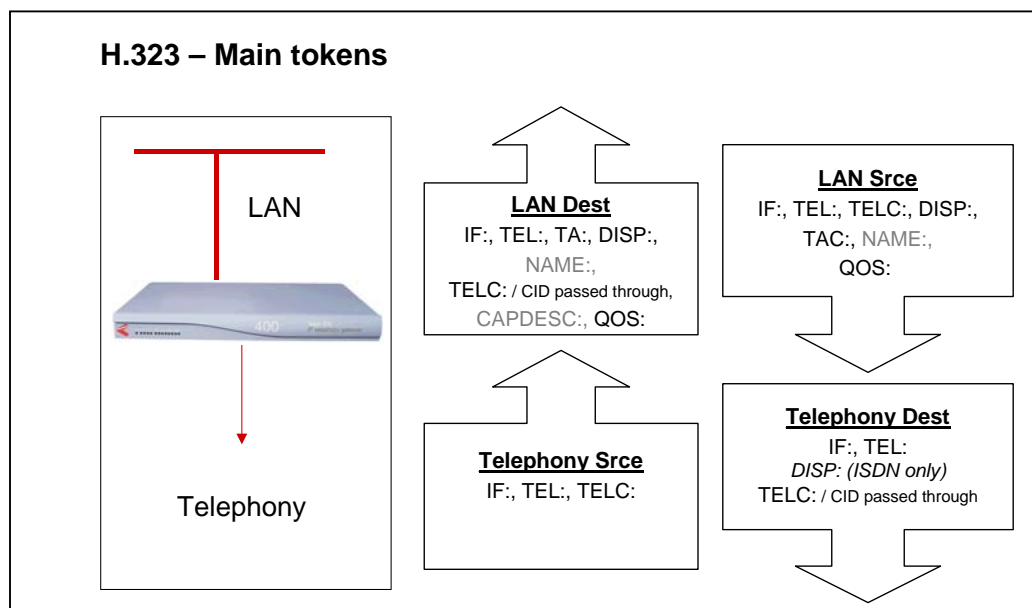 H.323 – Main tokens
LAN
400
Telephony
LAN Dest
IF:, TEL:, TA:, DISP:,
NAME:,
TELC: / CID passed through,
CAPDESC:, QOS:
Telephony Srce
IF:, TEL:, TELC:
LAN Srce
IF:, TEL:, TELC:, DISP:,
TAC:, NAME:,
QOS:
Telephony Dest
IF:, TEL:
DISP: (ISDN only)
TELC: / CID passed through